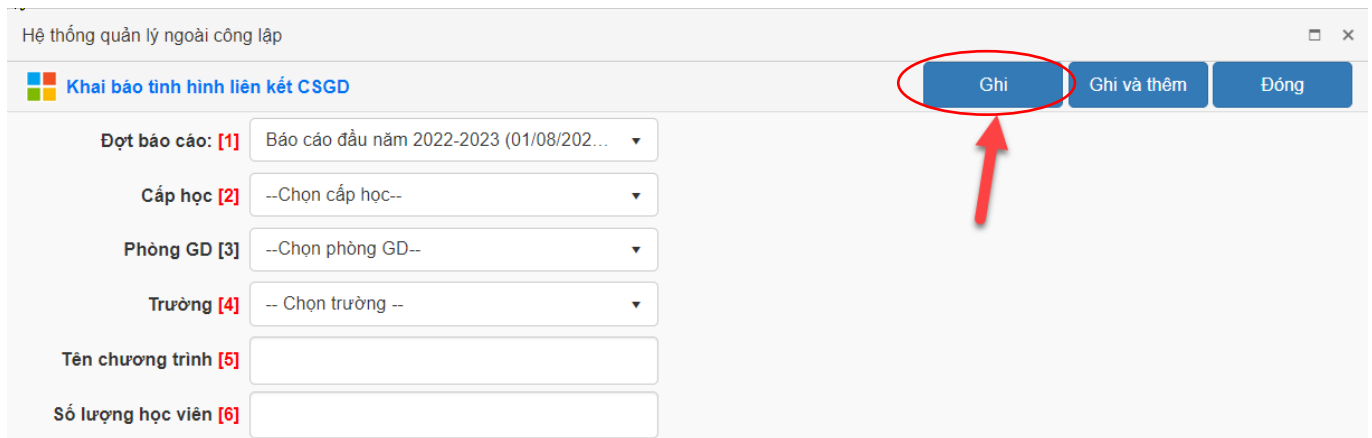 Hệ thống quản lý ngoài công lập
Khai báo tình hình liên kết CSGD
Ghi
Ghi và thêm
Đóng
Đợt báo cáo: [1] Báo cáo đầu năm 2022-2023 (01/08/202...
Cấp học [2] --Chọn cấp học--
Phòng GD [3] --Chọn phòng GD--
Trường [4] -- Chọn trường --
Tên chương trình [5]
Số lượng học viên [6]